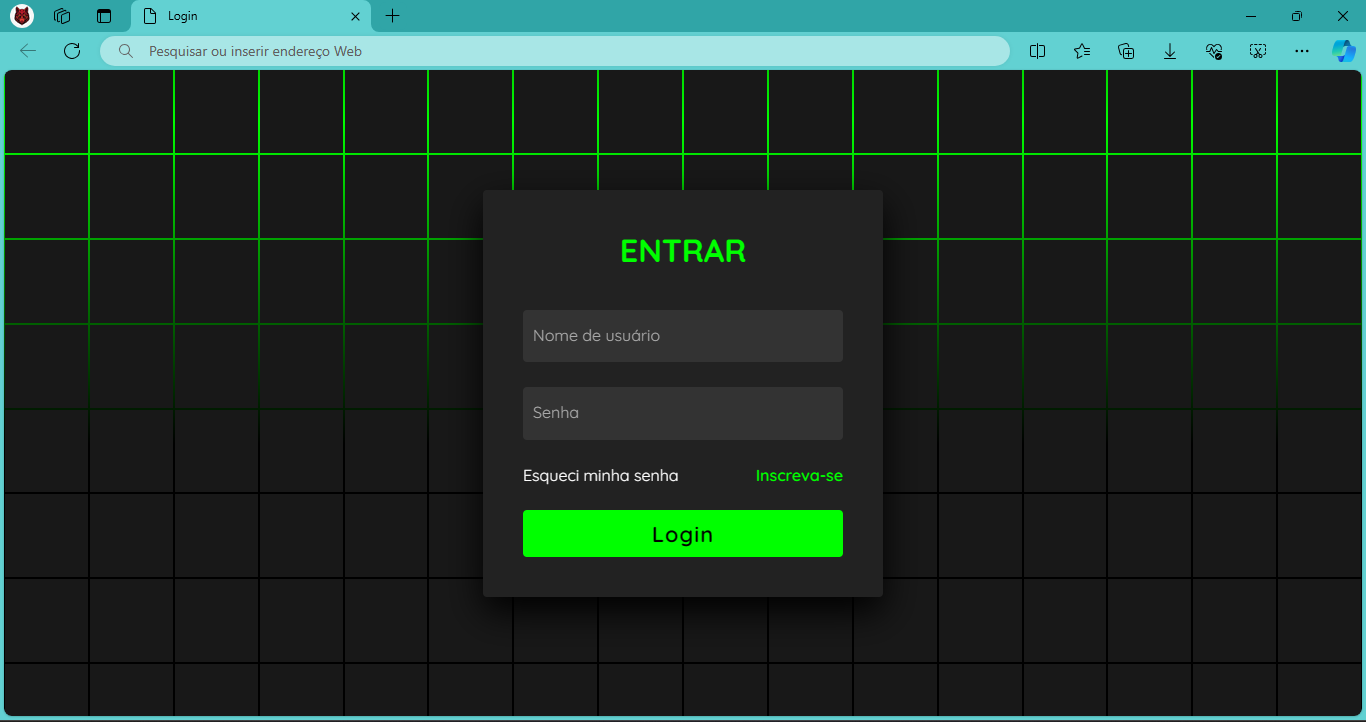 Login
Pesquisar ou inserir endereço Web
ENTRAR
Nome de usuário
Senha
Esqueci minha senha Inscreva-se
Login